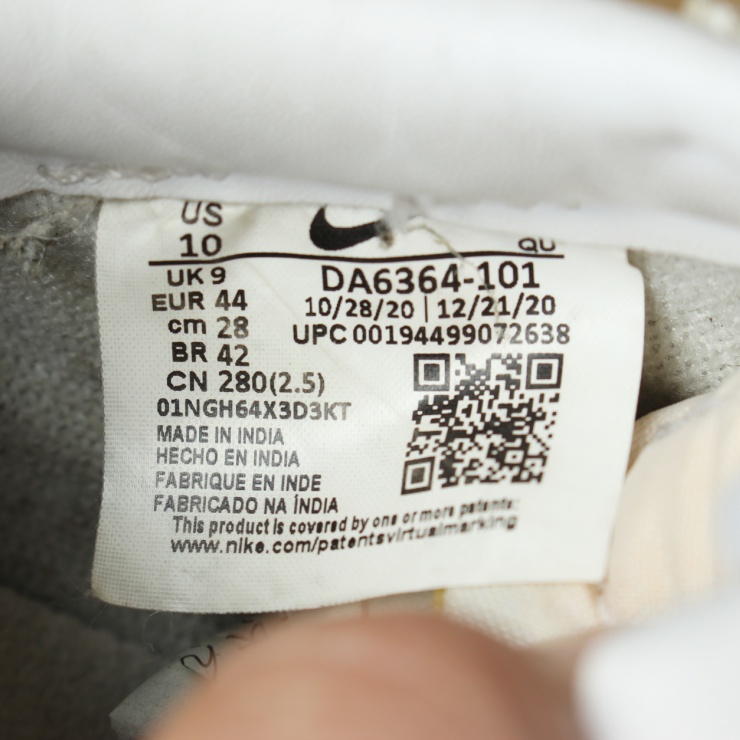 US
10
QU
UK 9
EUR 44
cm 28
BR 42
CN 280(2.5)
DA6364-101
10/28/20 | 12/21/20
UPC 00194499072638
01NGH64X3D3KT
MADE IN INDIA
HECHO EN INDIA
FABRIQUE EN INDE
FABRICADO NA ÍNDIA
This product is covered by one or more patents:
www.nike.com/patentsvirtualmarking